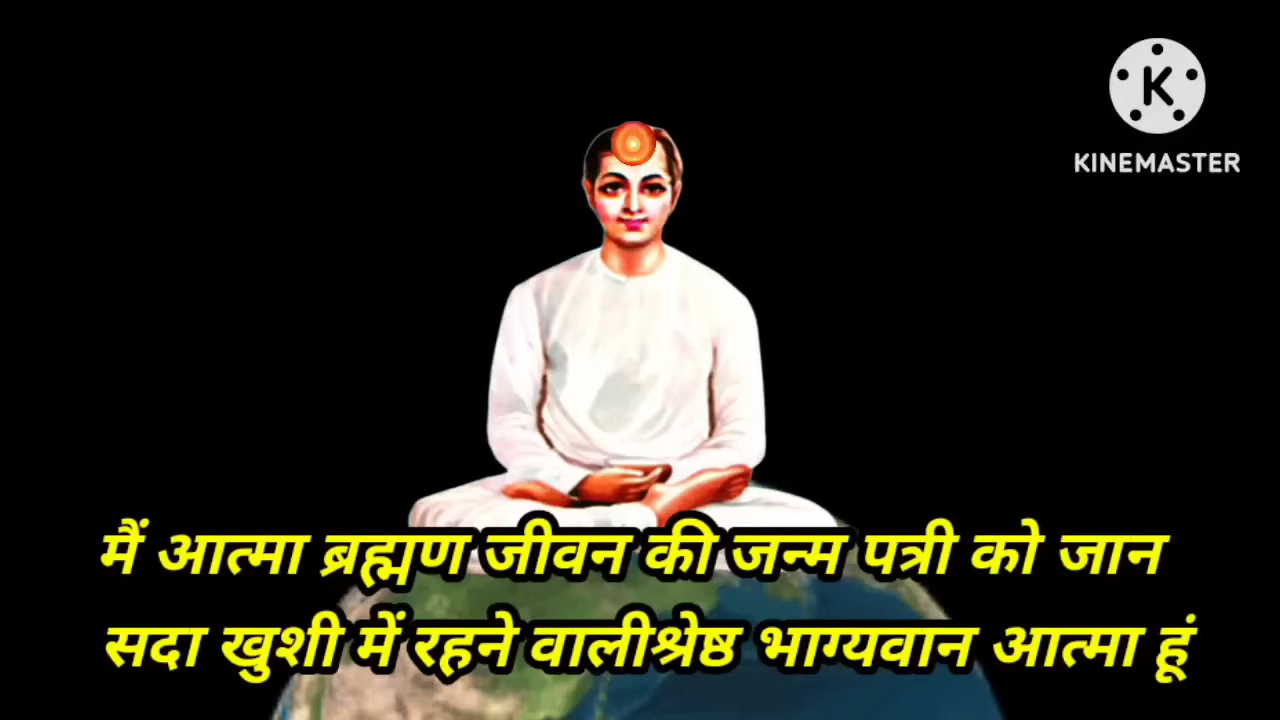 K
KINEMASTER
मैं आत्मा ब्रह्मण जीवन की जन्म पत्री को जान
सदा खुशी में रहने वालीश्रेष्ठ भाग्यवान आत्मा हूं